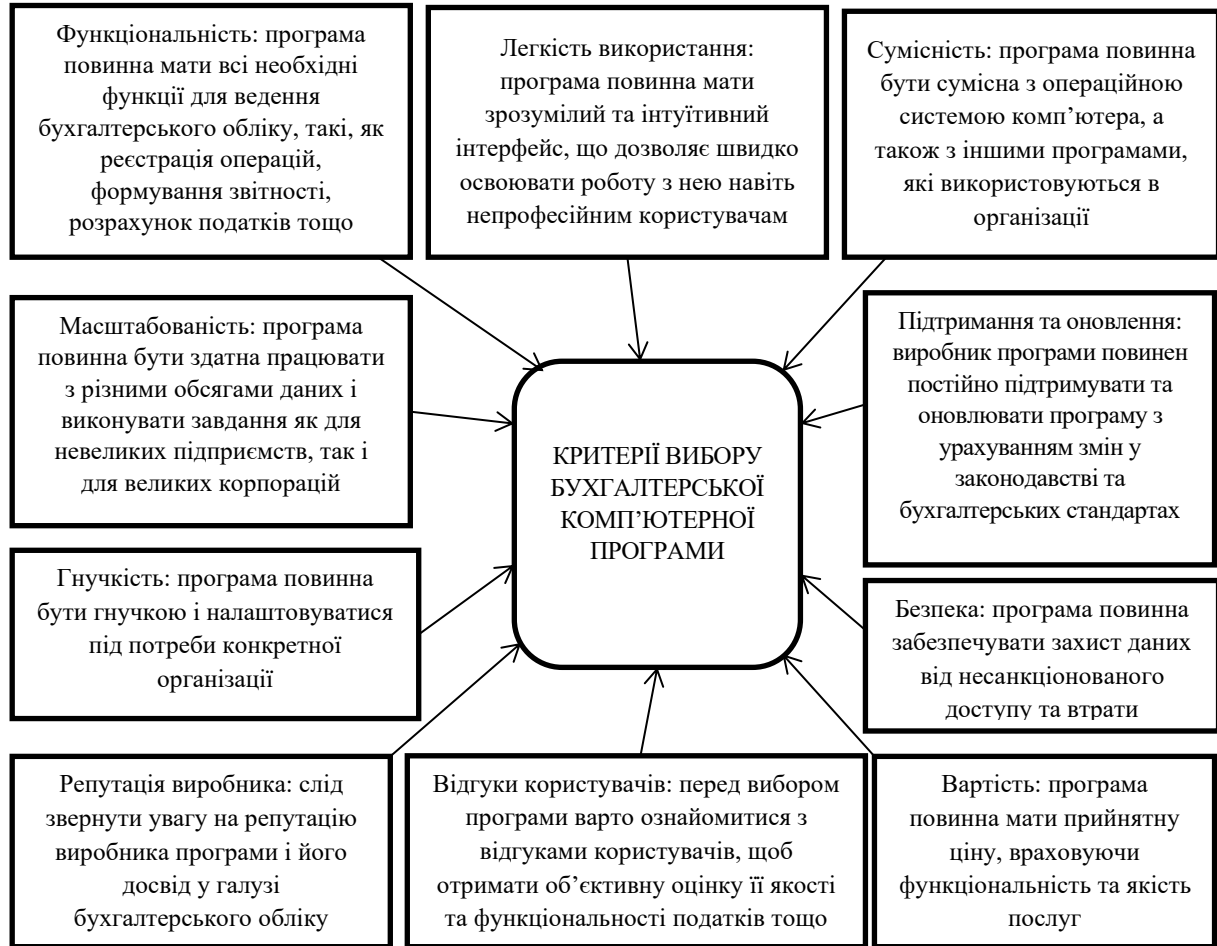 Функціональність: програма
повинна мати всі необхідні
функції для ведення
бухгалтерського обліку, такі, як
реєстрація операцій,
формування звітності,
розрахунок податків тощо
Легкість використання:
програма повинна мати
зрозумілий та інтуїтивний
інтерфейс, що дозволяє швидко
освоювати роботу з нею навіть
непрофесійним користувачам
Сумісність: програма повинна
бути сумісна з операційною
системою комп’ютера, а
також з іншими програмами,
які використовуються в
організації
Масштабованість: програма
повинна бути здатна працювати
з різними обсягами даних і
виконувати завдання як для
невеликих підприємств, так і
для великих корпорацій
КРИТЕРІЇ ВИБОРУ
БУХГАЛТЕРСЬКОЇ
КОМП’ЮТЕРНОЇ
ПРОГРАМИ
Підтримання та оновлення:
виробник програми повинен
постійно підтримувати та
оновлювати програму з
урахуванням змін у
законодавстві та
бухгалтерських стандартах
Гнучкість: програма повинна
бути гнучкою і налаштовуватися
під потреби конкретної
організації
Безпека: програма повинна
забезпечувати захист даних
від несанкціонованого
доступу та втрати
Репутація виробника: слід
звернути увагу на репутацію
виробника програми і його
досвід у галузі
бухгалтерського обліку
Відгуки користувачів: перед вибором
програми варто ознайомитися з
відгуками користувачів, щоб
отримати об’єктивну оцінку її якості
та функціональності податків тощо
Вартість: програма
повинна мати прийнятну
ціну, враховуючи
функціональність та якість
послуг